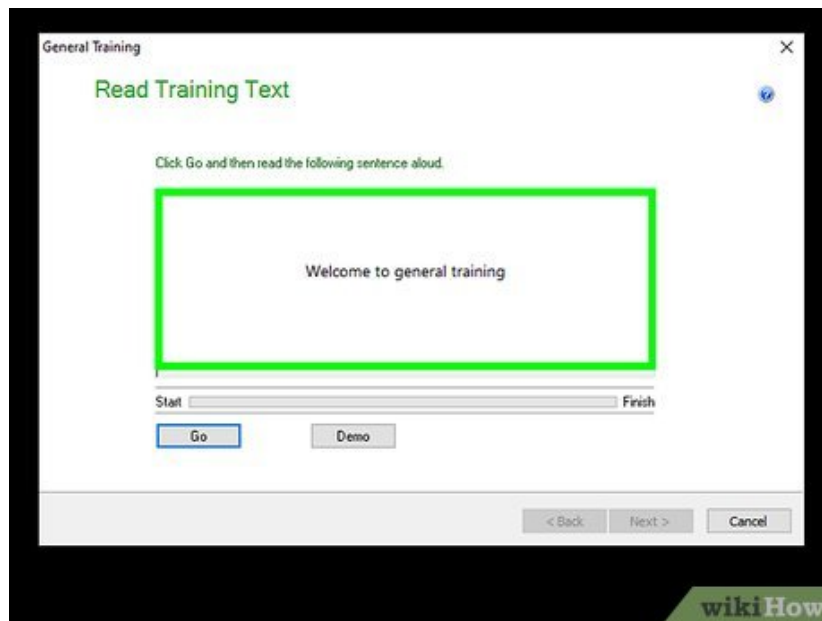 General Training
Read Training Text
Click Go and then read the following sentence aloud.
Welcome to general training
Start Finish
Go Demo
< Back Next > Cancel
wikiHow